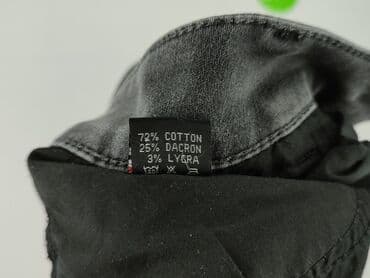 72% COTTON
25% DACRON
3% LYCRA